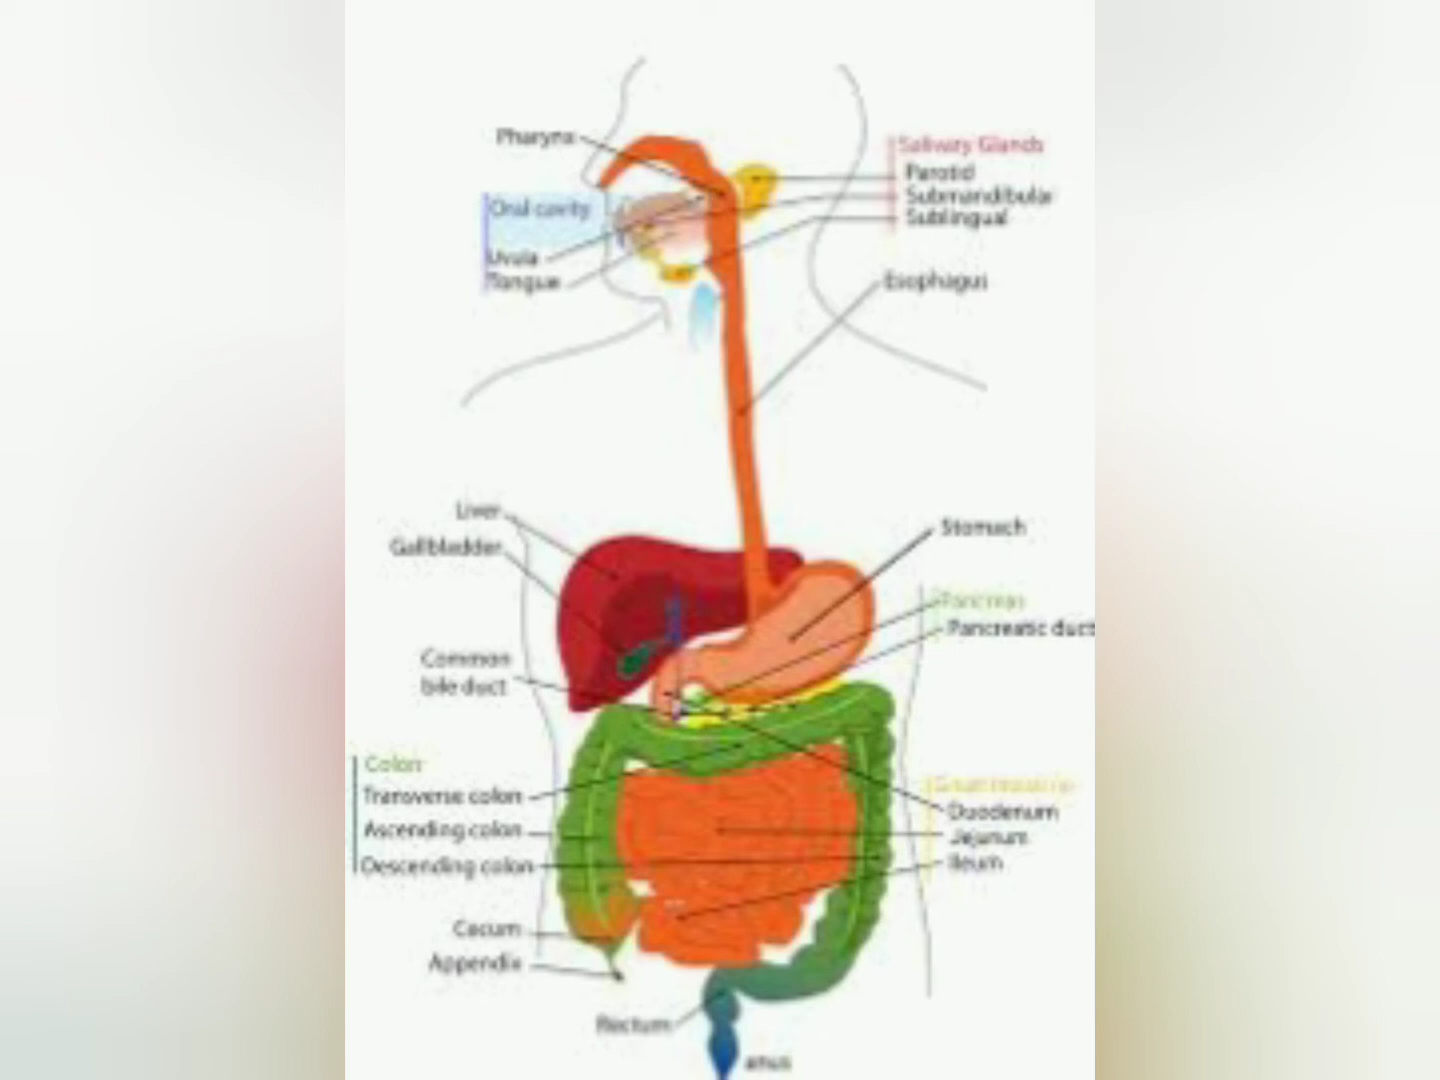 Pharynx
Salivary Glands
Parotid
Submandibular
Sublingual
Oral cavity
Uvula
Tongue
Esophagus
Liver
Gallbladder
Stomach
Pancreas
Pancreatic duct
Common
bile duct
Colon
Transverse colon
Ascending colon
Descending colon
Duodenum
Jejunum
Ileum
Cecum
Appendix
Rectum
anus